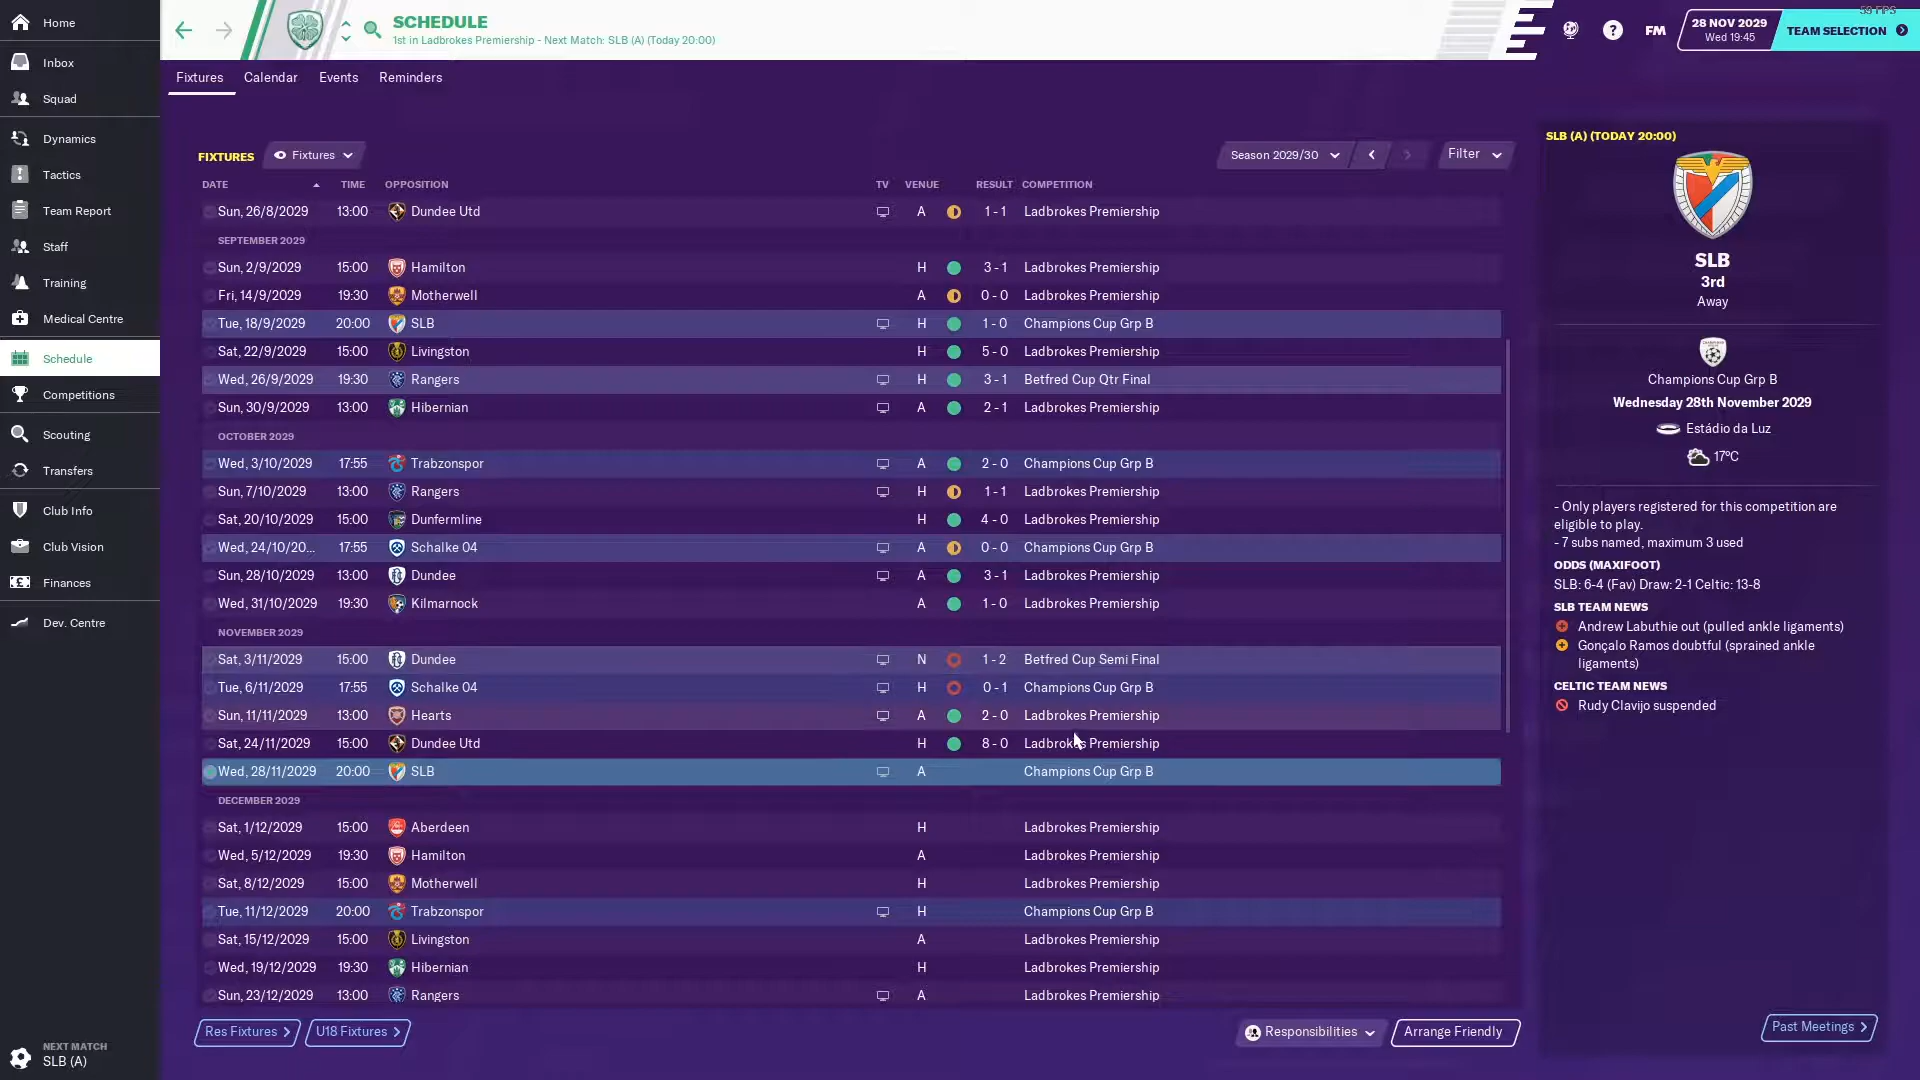 59 FPS
Home
SCHEDULE
1st in Ladbrokes Premiership - Next Match: SLB (A) (Today 20:00)
FM
28 NOV 2029
Wed 19:45
TEAM SELECTION
Inbox
Squad
Dynamics
Tactics
Team Report
Staff
Training
Medical Centre
Schedule
Competitions
Scouting
Transfers
Club Info
Club Vision
Finances
Dev. Centre
NEXT MATCH
SLB (A)
Fixtures Calendar Events Reminders
FIXTURES Fixtures Season 2029/30 Filter
DATE TIME OPPOSITION TV VENUE RESULT COMPETITION
Sun, 26/8/2029 13:00 Dundee Utd A 1 - 1 Ladbrokes Premiership
SEPTEMBER 2029
Sun, 2/9/2029 15:00 Hamilton H 3 - 1 Ladbrokes Premiership
Fri, 14/9/2029 19:30 Motherwell A 0 - 0 Ladbrokes Premiership
Tue, 18/9/2029 20:00 SLB H 1 - 0 Champions Cup Grp B
Sat, 22/9/2029 15:00 Livingston H 5 - 0 Ladbrokes Premiership
Wed, 26/9/2029 19:30 Rangers H 3 - 1 Betfred Cup Qtr Final
Sun, 30/9/2029 13:00 Hibernian A 2 - 1 Ladbrokes Premiership
OCTOBER 2029
Wed, 3/10/2029 17:55 Trabzonspor A 2 - 0 Champions Cup Grp B
Sun, 7/10/2029 13:00 Rangers H 1 - 1 Ladbrokes Premiership
Sat, 20/10/2029 15:00 Dunfermline H 4 - 0 Ladbrokes Premiership
Wed, 24/10/20... 17:55 Schalke 04 A 0 - 0 Champions Cup Grp B
Sun, 28/10/2029 13:00 Dundee A 3 - 1 Ladbrokes Premiership
Wed, 31/10/2029 19:30 Kilmarnock A 1 - 0 Ladbrokes Premiership
NOVEMBER 2029
Sat, 3/11/2029 15:00 Dundee N 1 - 2 Betfred Cup Semi Final
Tue, 6/11/2029 17:55 Schalke 04 H 0 - 1 Champions Cup Grp B
Sun, 11/11/2029 13:00 Hearts A 2 - 0 Ladbrokes Premiership
Sat, 24/11/2029 15:00 Dundee Utd H 8 - 0 Ladbrokes Premiership
Wed, 28/11/2029 20:00 SLB A Champions Cup Grp B
DECEMBER 2029
Sat, 1/12/2029 15:00 Aberdeen H Ladbrokes Premiership
Wed, 5/12/2029 19:30 Hamilton A Ladbrokes Premiership
Sat, 8/12/2029 15:00 Motherwell H Ladbrokes Premiership
Tue, 11/12/2029 20:00 Trabzonspor H Champions Cup Grp B
Sat, 15/12/2029 15:00 Livingston A Ladbrokes Premiership
Wed, 19/12/2029 19:30 Hibernian H Ladbrokes Premiership
Sun, 23/12/2029 13:00 Rangers A Ladbrokes Premiership
Res Fixtures U18 Fixtures Responsibilities Arrange Friendly
SLB (A) (TODAY 20:00)
SLB
3rd
Away
Champions Cup Grp B
Wednesday 28th November 2029
Estádio da Luz
17°C
- Only players registered for this competition are
eligible to play.
- 7 subs named, maximum 3 used
ODDS (MAXIFOOT)
SLB: 6-4 (Fav) Draw: 2-1 Celtic: 13-8
SLB TEAM NEWS
Andrew Labuthie out (pulled ankle ligaments)
Gonçalo Ramos doubtful (sprained ankle
ligaments)
CELTIC TEAM NEWS
Rudy Clavijo suspended
Past Meetings